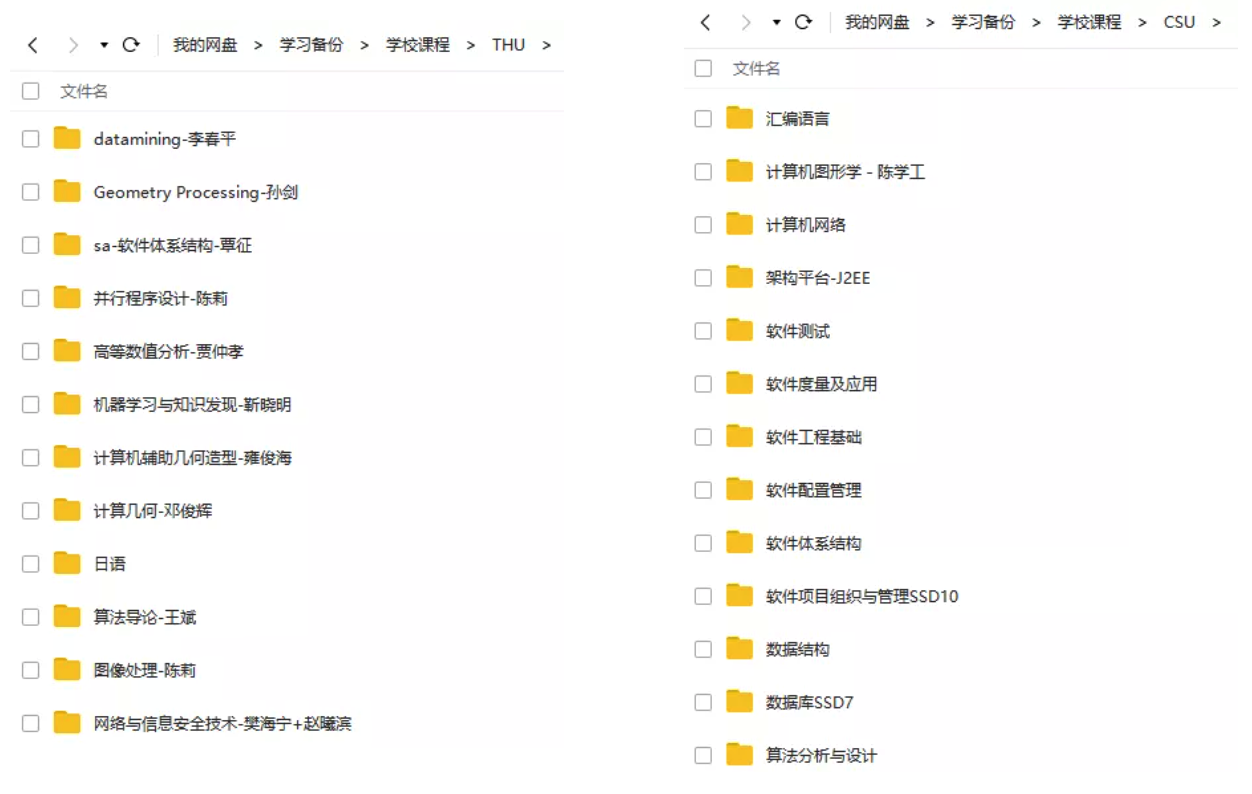 我的网盘 > 学习备份 > 学校课程 > THU >
文件名
datamining-李春平
Geometry Processing-孙剑
sa-软件体系结构-覃征
并行程序设计-陈莉
高等数值分析-贾仲孝
机器学习与知识发现-靳晓明
计算机辅助几何造型-雍俊海
计算几何-邓俊辉
日语
算法导论-王斌
图像处理-陈莉
网络与信息安全技术-樊海宁+赵曦滨
我的网盘 > 学习备份 > 学校课程 > CSU >
文件名
汇编语言
计算机图形学 - 陈学工
计算机网络
架构平台-J2EE
软件测试
软件度量及应用
软件工程基础
软件配置管理
软件体系结构
软件项目组织与管理SSD10
数据结构
数据库SSD7
算法分析与设计